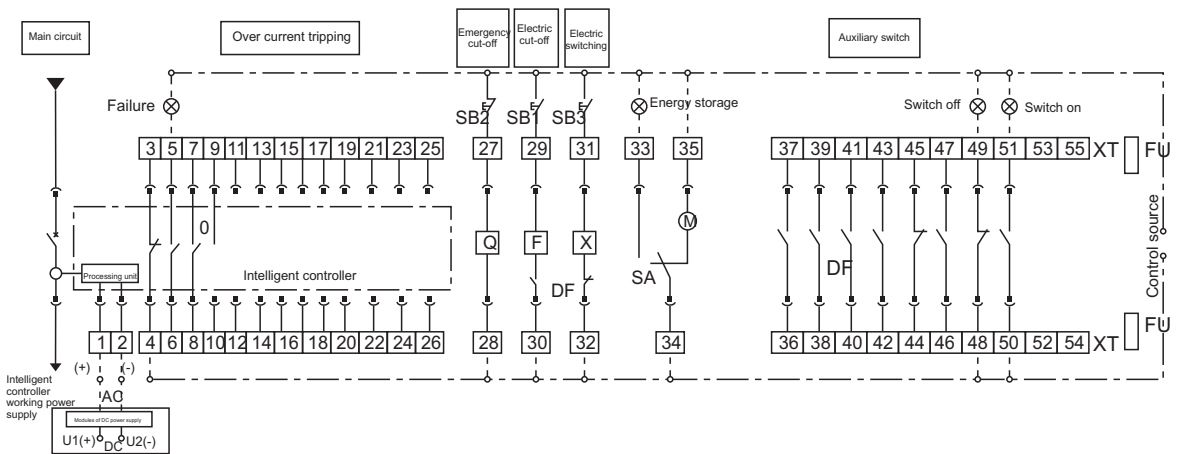 Main circuit
Over current tripping
Emergency
cut-off
Electric
cut-off
Electric
switching
Auxiliary switch
Failure
SB2
SB1
SB3
Energy storage
Switch off
Switch on
3 5 7 9 11 13 15 17 19 21 23 25
27
29
31
33
35
37 39 41 43 45 47 49 51 53 55 XT
FU
0
Q
F
X
M
Processing unit
Intelligent controller
DF
SA
DF
Control source
1 2
4 6 8 10 12 14 16 18 20 22 24 26
28
30
32
34
36 38 40 42 44 46 48 50 52 54 XT
FU
(+)
(-)
Intelligent
controller
working power
supply
AC
Modules of DC power supply
U1(+) DC U2(-)